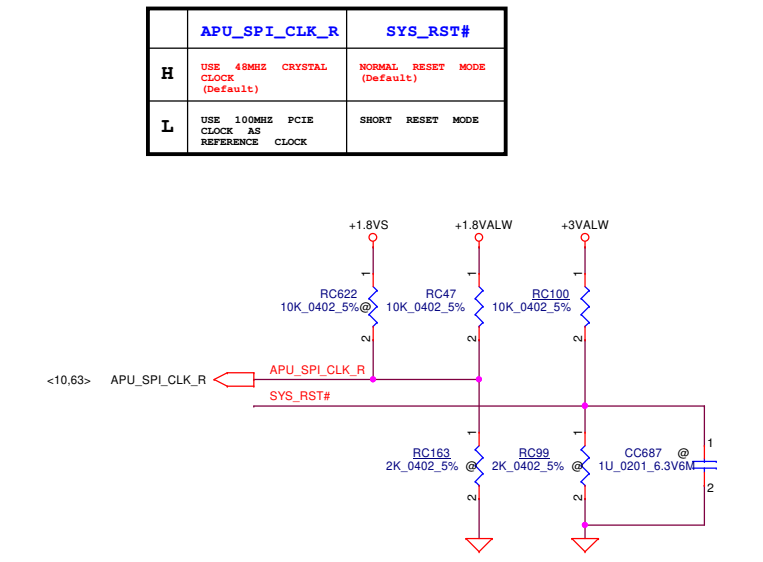 APU_SPI_CLK_R SYS_RST#
H USE 48MHZ CRYSTAL CLOCK (Default) NORMAL RESET MODE (Default)
L USE 100MHZ PCIE CLOCK AS REFERENCE CLOCK SHORT RESET MODE
+1.8VS +1.8VALW +3VALW
1 1 1
RC622 RC47 RC100
10K_0402_5% @ 10K_0402_5% 10K_0402_5%
2 2 2
<10,63> APU_SPI_CLK_R APU_SPI_CLK_R
SYS_RST#
1 1 1
RC163 RC99 CC687 @
2K_0402_5% @ 2K_0402_5% @ 1U_0201_6.3V6M
2 2 2